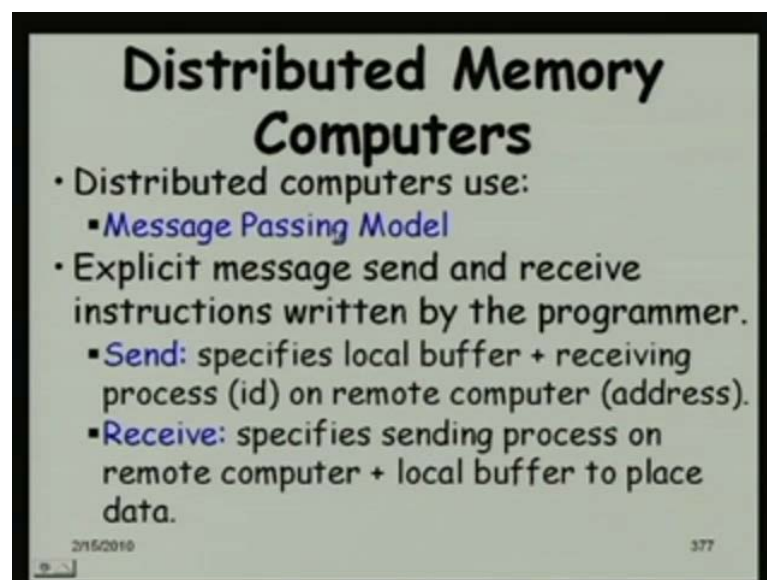 Distributed Memory
Computers
• Distributed computers use:
▪Message Passing Model
• Explicit message send and receive
instructions written by the programmer.
▪Send: specifies local buffer + receiving
process (id) on remote computer (address).
▪Receive: specifies sending process on
remote computer + local buffer to place
data.
2/15/2010 377